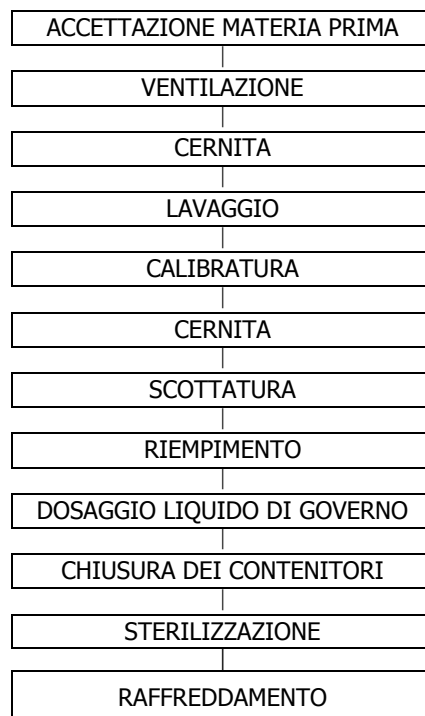 ACCETTAZIONE MATERIA PRIMA
VENTILAZIONE
CERNITA
LAVAGGIO
CALIBRATURA
CERNITA
SCOTTATURA
RIEMPIMENTO
DOSAGGIO LIQUIDO DI GOVERNO
CHIUSURA DEI CONTENITORI
STERILIZZAZIONE
RAFFREDDAMENTO